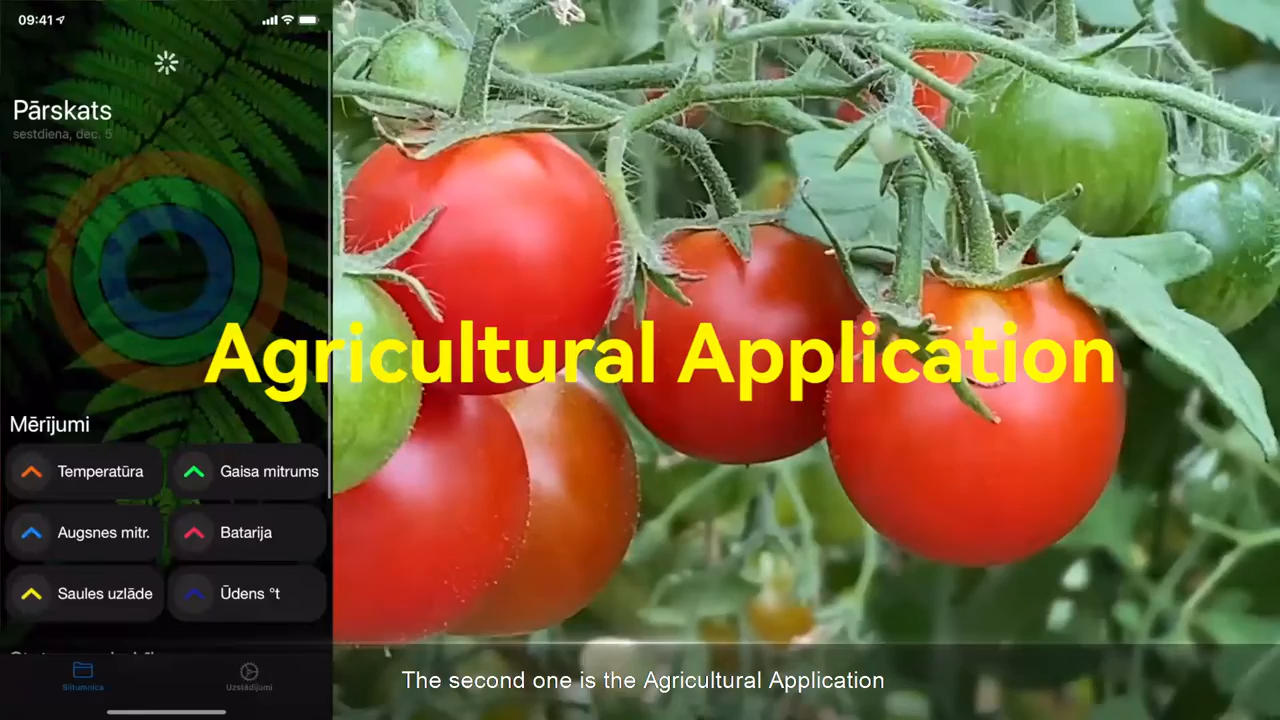 09:41
Pārskats
sestdiena, dec. 5
Agricultural Application
Mērījumi
Temperatūra
Gaisa mitrums
Augsnes mitr.
Batarija
Saules uzlāde
Ūdens °t
Siltumnīca
Uzstādījumi
The second one is the Agricultural Application